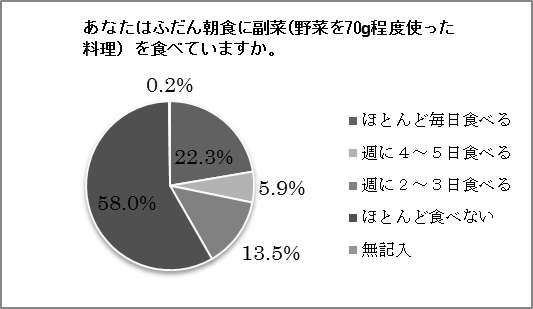 あなたはふだん朝食に副菜(野菜を70g程度使った
料理）を食べていますか。
0.2%
22.3%
5.9%
13.5%
58.0%
ほとんど毎日食べる
週に４～５日食べる
週に２～３日食べる
ほとんど食べない
無記入